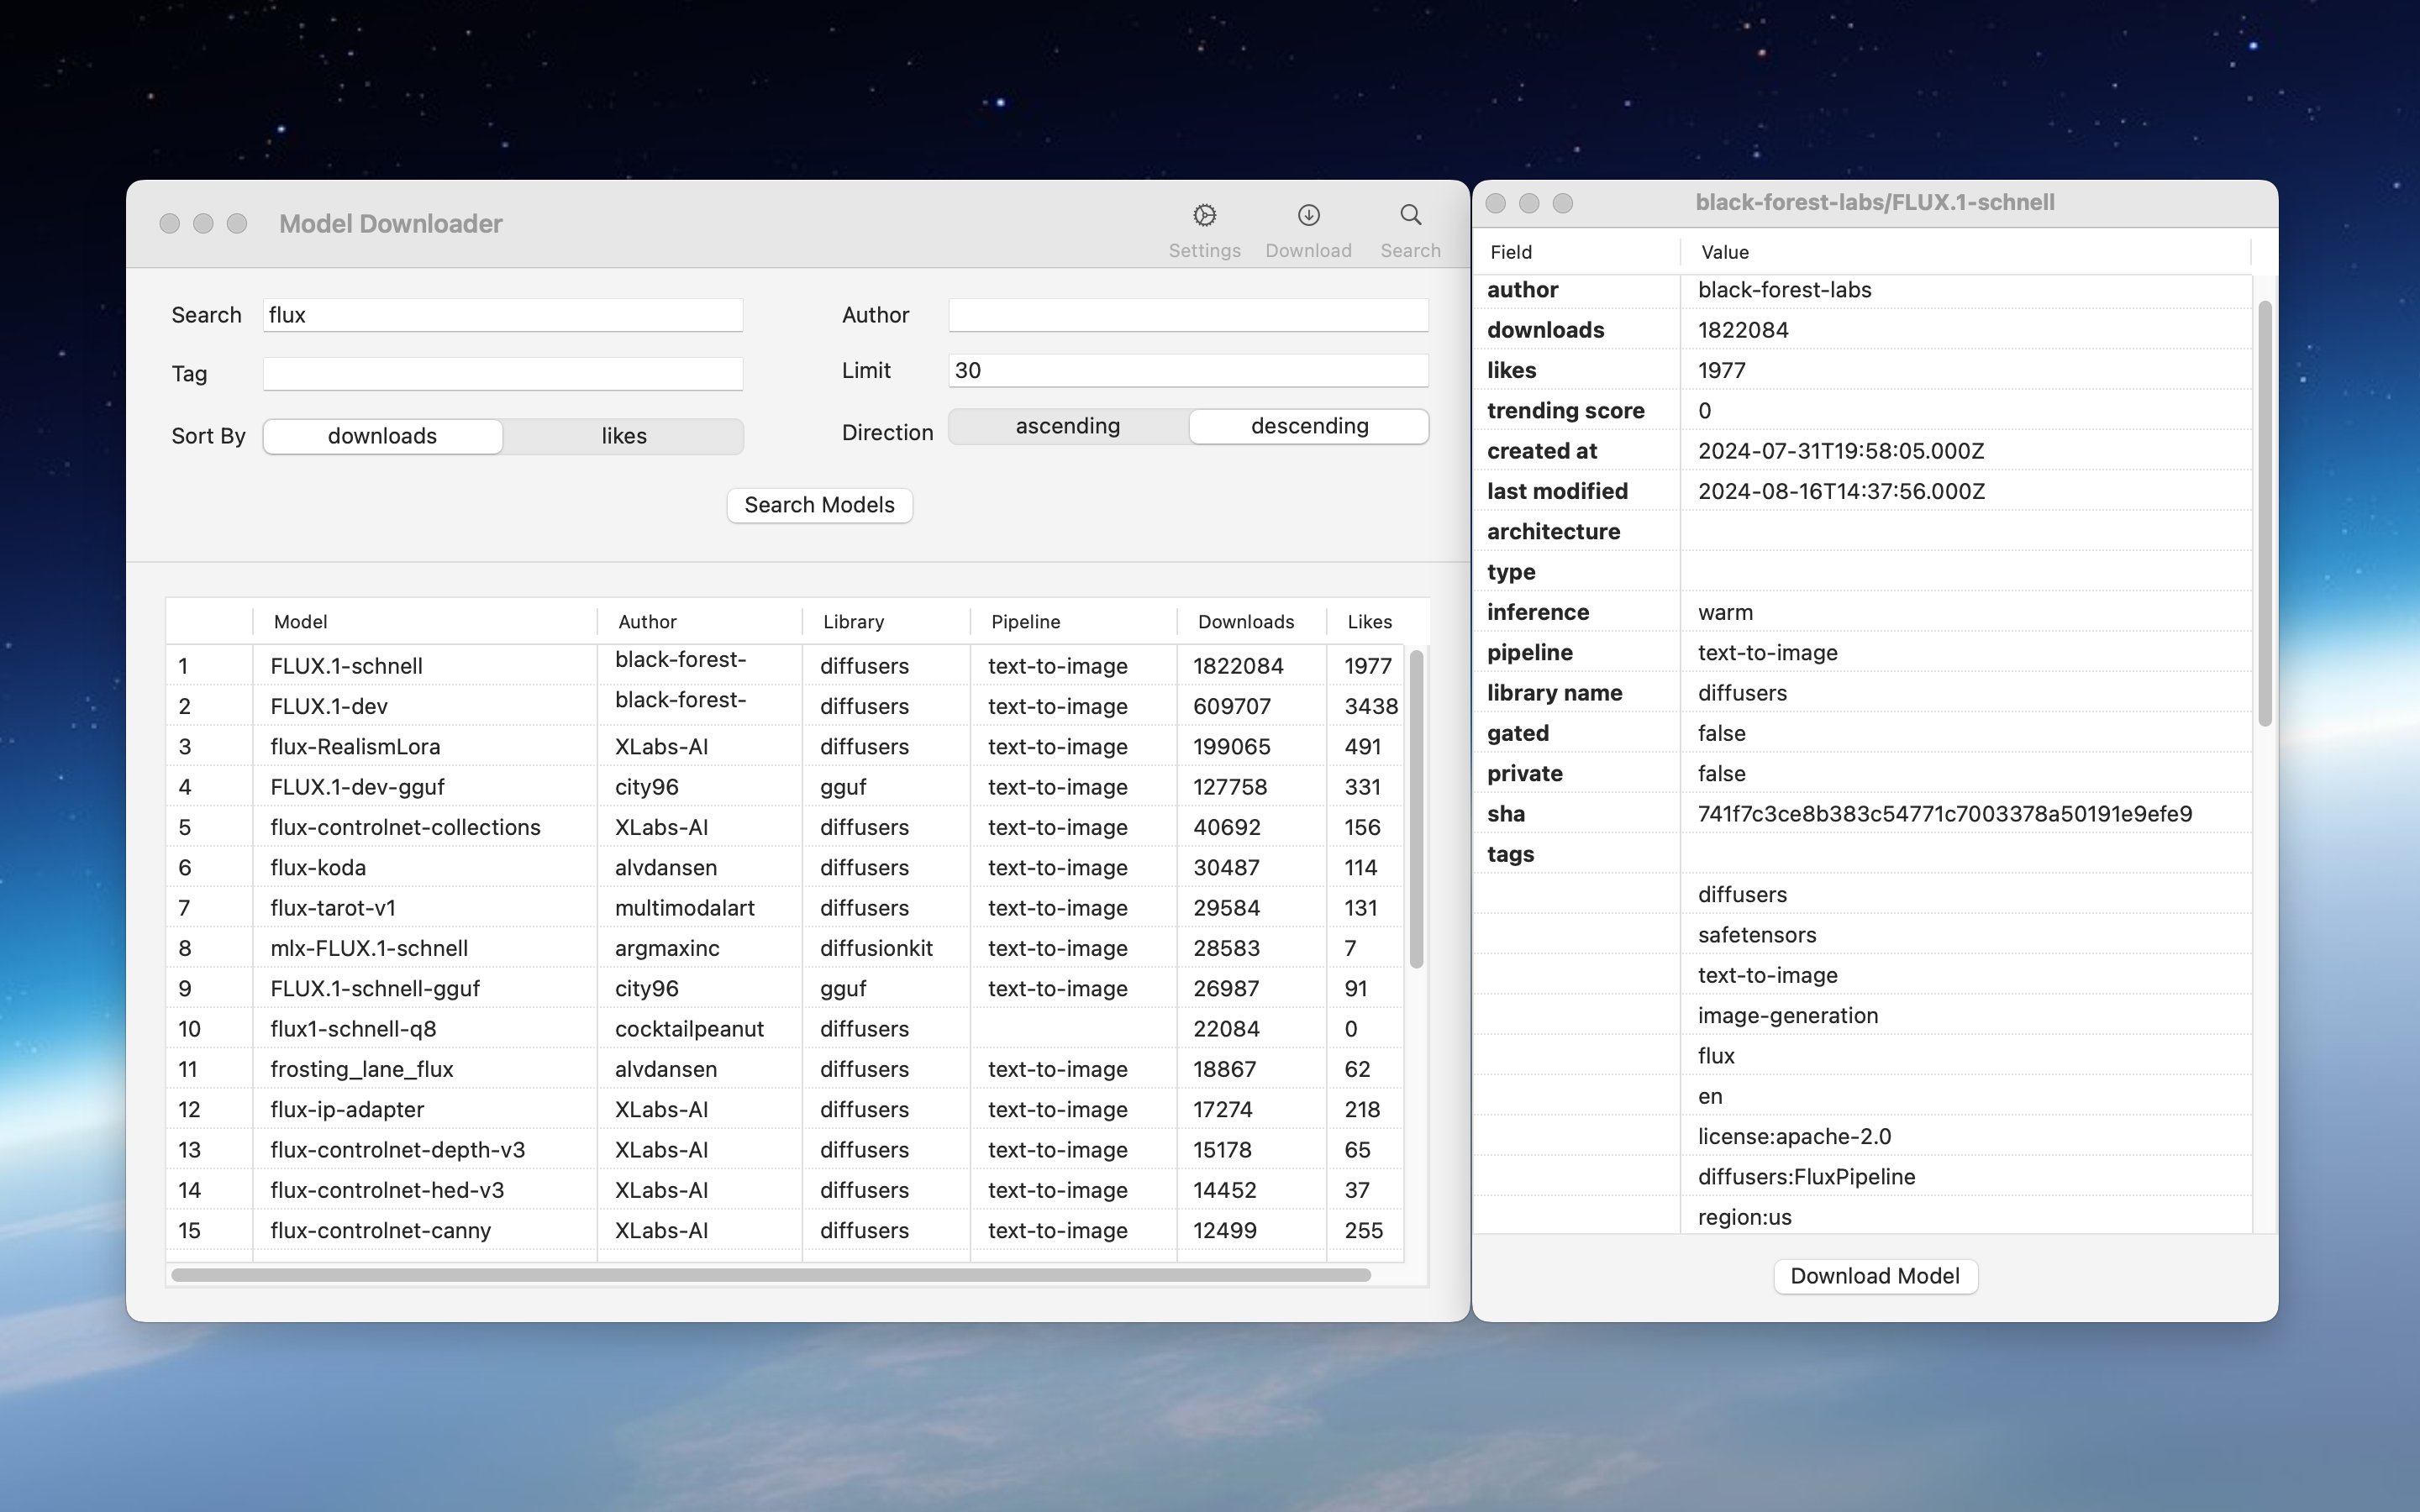 Model Downloader
Settings Download Search
Search flux Author
Tag Limit 30
Sort By downloads likes Direction ascending descending
Search Models
Model Author Library Pipeline Downloads Likes
1 FLUX.1-schnell black-forest- diffusers text-to-image 1822084 1977
2 FLUX.1-dev black-forest- diffusers text-to-image 609707 3438
3 flux-RealismLora XLabs-AI diffusers text-to-image 199065 491
4 FLUX.1-dev-gguf city96 gguf text-to-image 127758 331
5 flux-controlnet-collections XLabs-AI diffusers text-to-image 40692 156
6 flux-koda alvdansen diffusers text-to-image 30487 114
7 flux-tarot-v1 multimodalart diffusers text-to-image 29584 131
8 mlx-FLUX.1-schnell argmaxinc diffusionkit text-to-image 28583 7
9 FLUX.1-schnell-gguf city96 gguf text-to-image 26987 91
10 flux1-schnell-q8 cocktailpeanut diffusers 22084 0
11 frosting_lane_flux alvdansen diffusers text-to-image 18867 62
12 flux-ip-adapter XLabs-AI diffusers text-to-image 17274 218
13 flux-controlnet-depth-v3 XLabs-AI diffusers text-to-image 15178 65
14 flux-controlnet-hed-v3 XLabs-AI diffusers text-to-image 14452 37
15 flux-controlnet-canny XLabs-AI diffusers text-to-image 12499 255
black-forest-labs/FLUX.1-schnell
Field Value
author black-forest-labs
downloads 1822084
likes 1977
trending score 0
created at 2024-07-31T19:58:05.000Z
last modified 2024-08-16T14:37:56.000Z
architecture
type
inference warm
pipeline text-to-image
library name diffusers
gated false
private false
sha 741f7c3ce8b383c54771c7003378a50191e9efe9
tags
diffusers
safetensors
text-to-image
image-generation
flux
en
license:apache-2.0
diffusers:FluxPipeline
region:us
Download Model